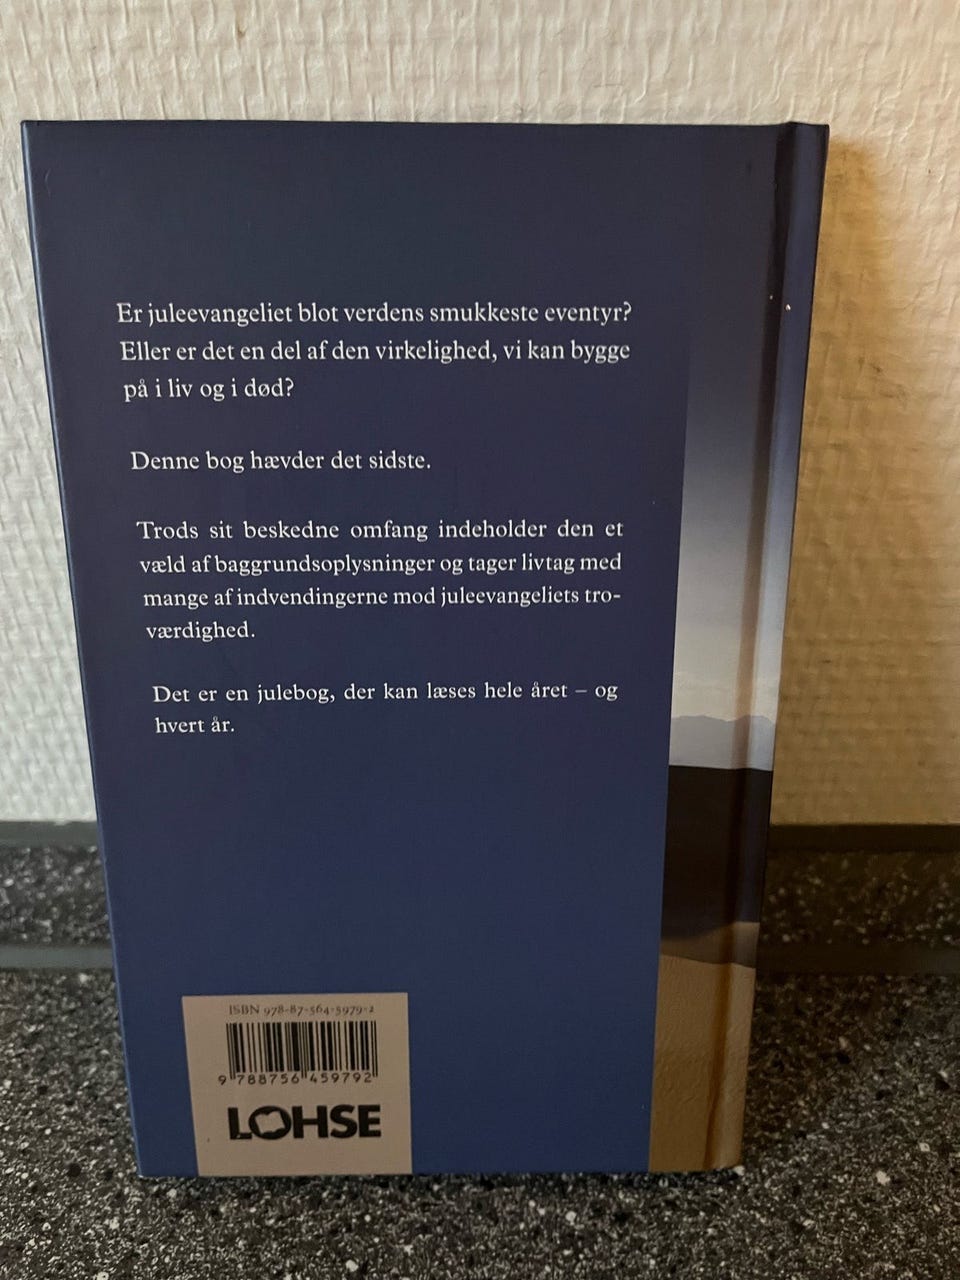 Er juleevangeliet blot verdens smukkeste eventyr?
Eller er det en del af den virkelighed, vi kan bygge
på i liv og i død?
Denne bog hævder det sidste.
Trods sit beskedne omfang indeholder den et
væld af baggrundsoplysninger og tager livtag med
mange af indvendingerne mod juleevangeliets tro-
værdighed.
Det er en julebog, der kan læses hele året – og
hvert år.
ISBN 978-87-564-5979-2
9 788756 459792
LOHSE